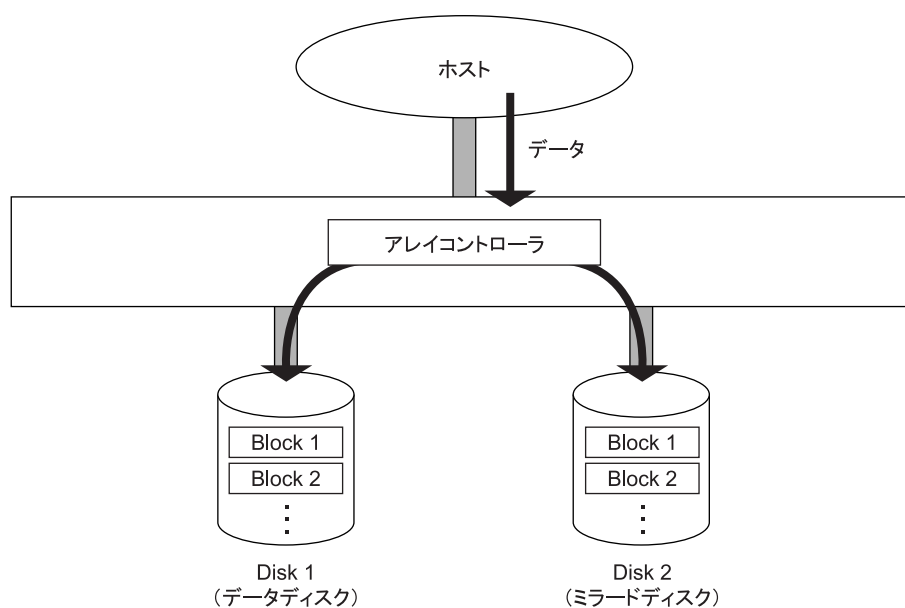 ホスト
データ
アレイコントローラ
Block 1
Block 2
Block 1
Block 2
Disk 1
（データディスク）
Disk 2
（ミラードディスク）